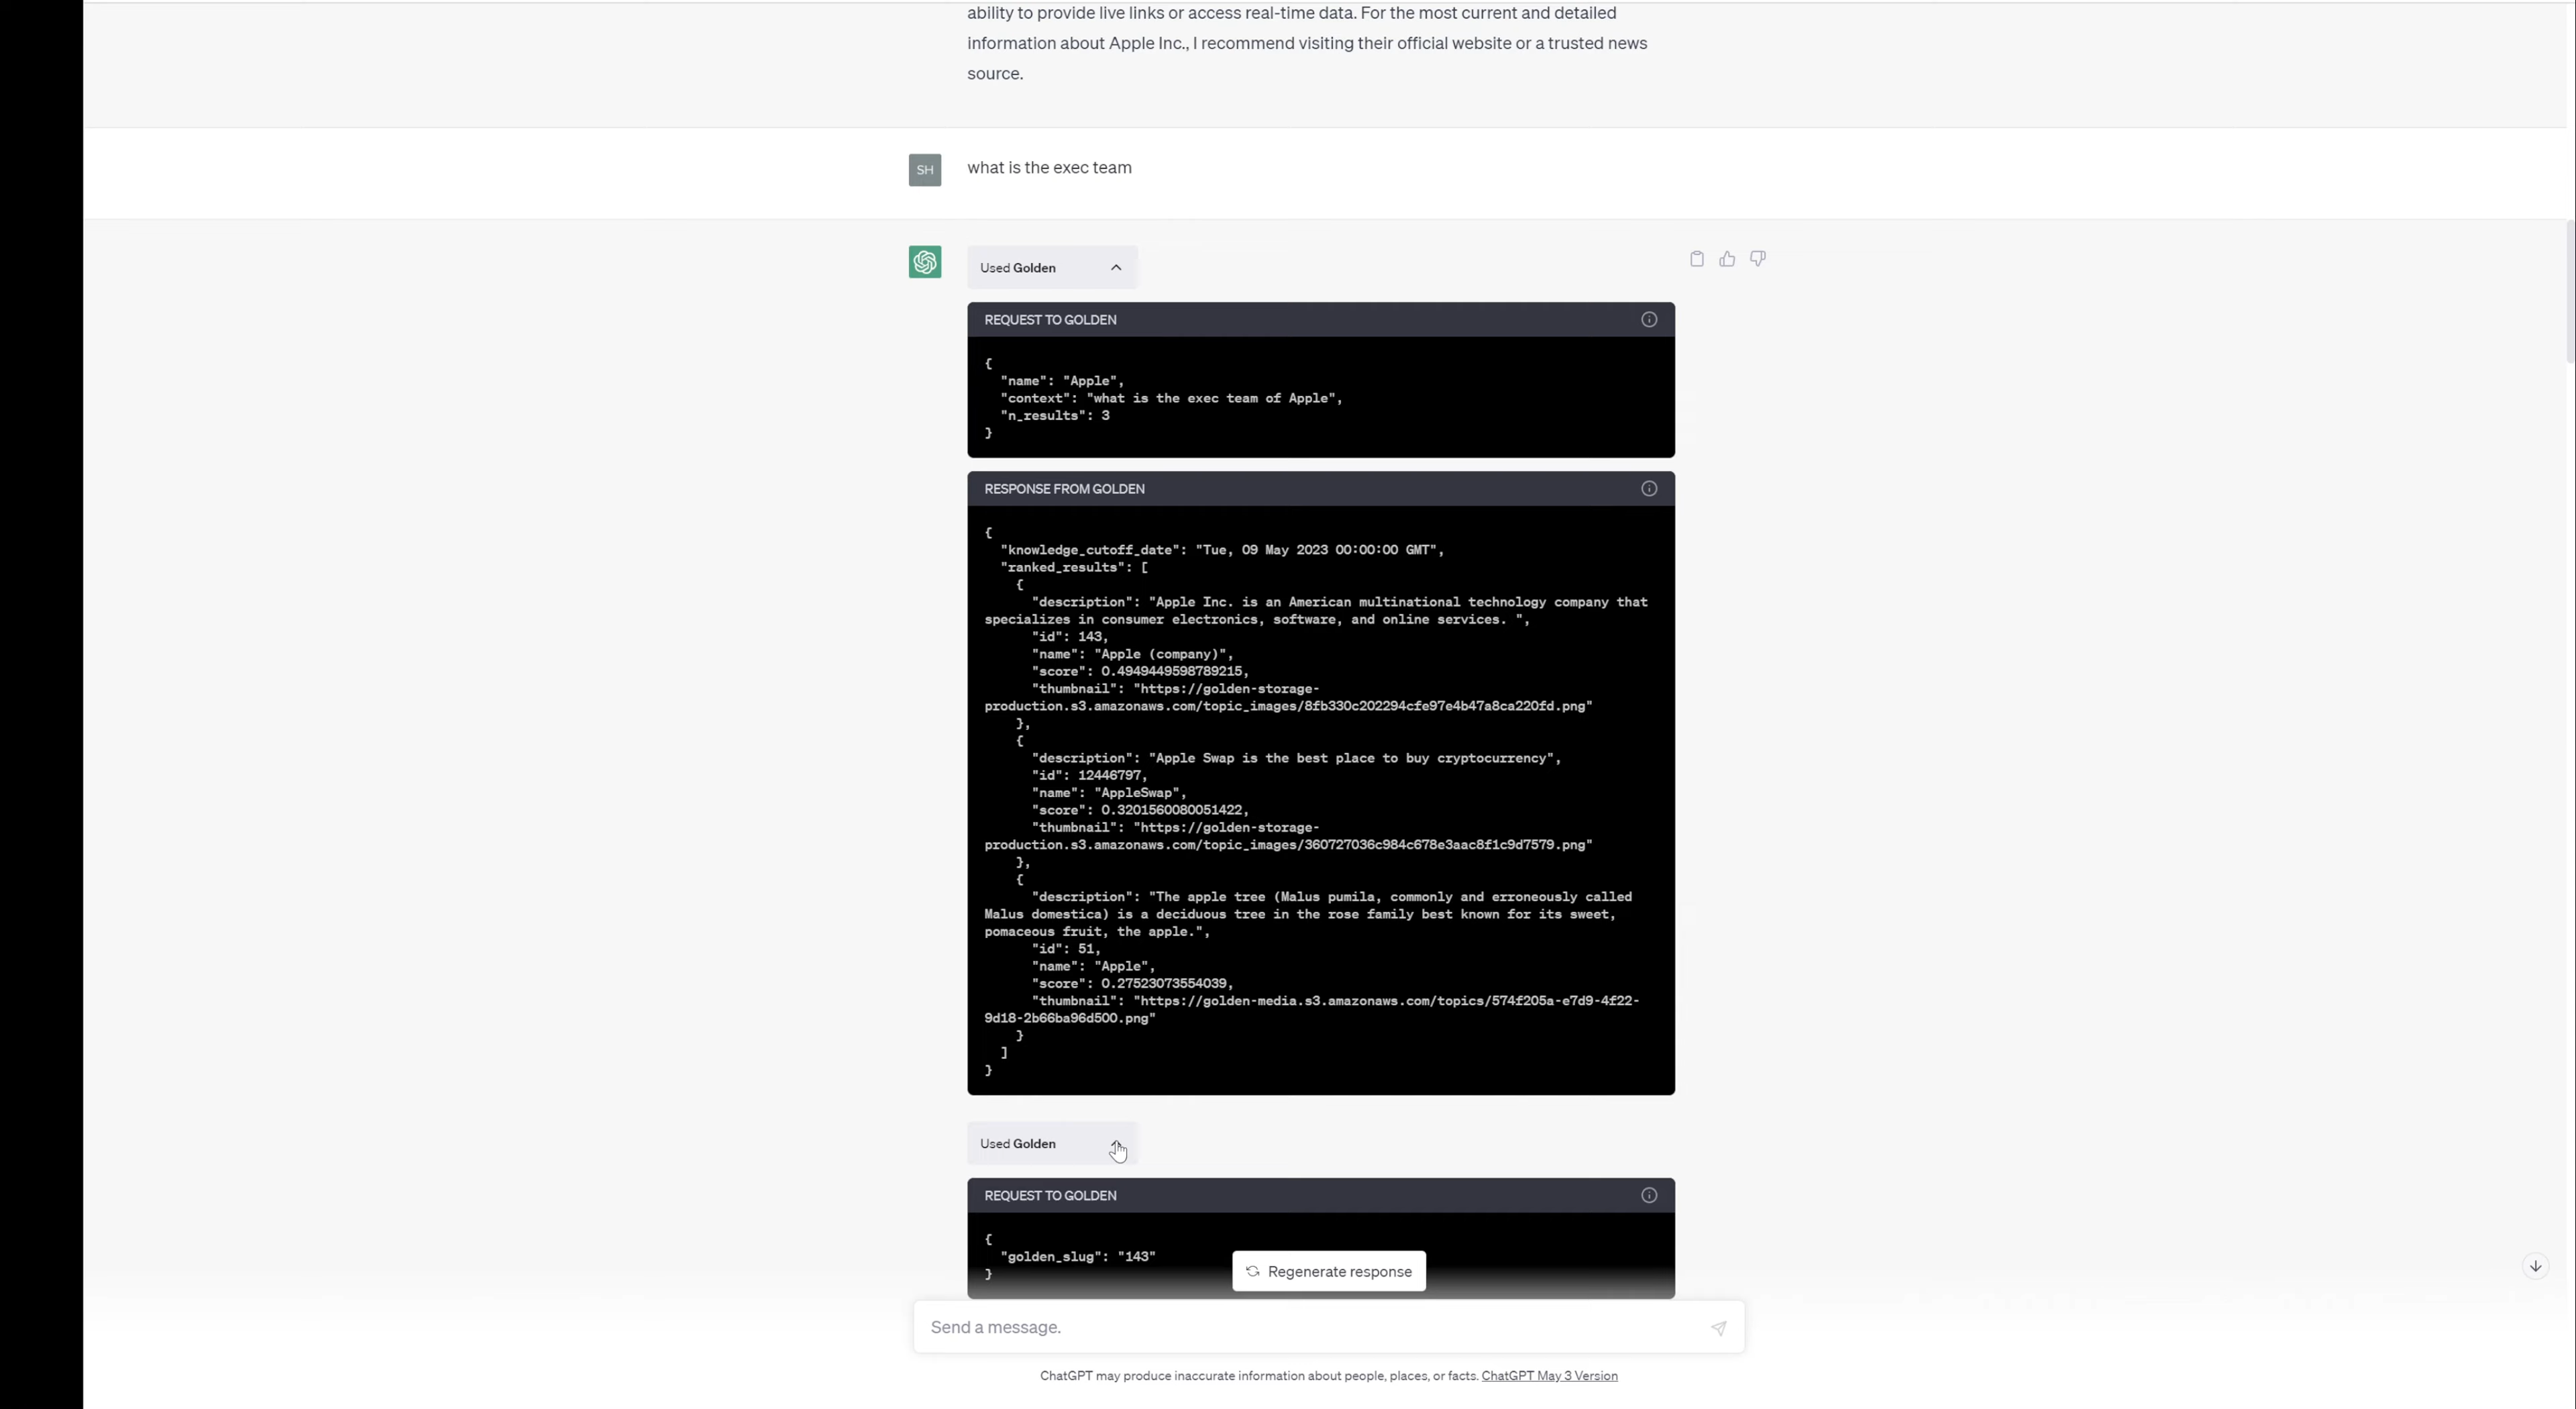 ability to provide live links or access real-time data. For the most current and detailed
information about Apple Inc., I recommend visiting their official website or a trusted news
source.
SH
what is the exec team
Used Golden
REQUEST TO GOLDEN
{
"name": "Apple",
"context": "what is the exec team of Apple",
"n_results": 3
}
RESPONSE FROM GOLDEN
{
"knowledge_cutoff_date": "Tue, 09 May 2023 00:00:00 GMT",
"ranked_results": [
{
"description": "Apple Inc. is an American multinational technology company that
specializes in consumer electronics, software, and online services. ",
"id": 143,
"name": "Apple (company)",
"score": 0.4949449598789215,
"thumbnail": "https://golden-storage-
production.s3.amazonaws.com/topic_images/8fb330c202294cfe97e4b47a8ca220fd.png"
},
{
"description": "Apple Swap is the best place to buy cryptocurrency",
"id": 12446797,
"name": "AppleSwap",
"score": 0.3201560080051422,
"thumbnail": "https://golden-storage-
production.s3.amazonaws.com/topic_images/360727036c984c678e3aac8f1c9d7579.png"
},
{
"description": "The apple tree (Malus pumila, commonly and erroneously called
Malus domestica) is a deciduous tree in the rose family best known for its sweet,
pomaceous fruit, the apple.",
"id": 51,
"name": "Apple",
"score": 0.27523073554039,
"thumbnail": "https://golden-media.s3.amazonaws.com/topics/574f205a-e7d9-4f22-
9d18-2b66ba96d500.png"
}
]
}
Used Golden
REQUEST TO GOLDEN
{
"golden_slug": "143"
}
Regenerate response
Send a message.
ChatGPT may produce inaccurate information about people, places, or facts. ChatGPT May 3 Version